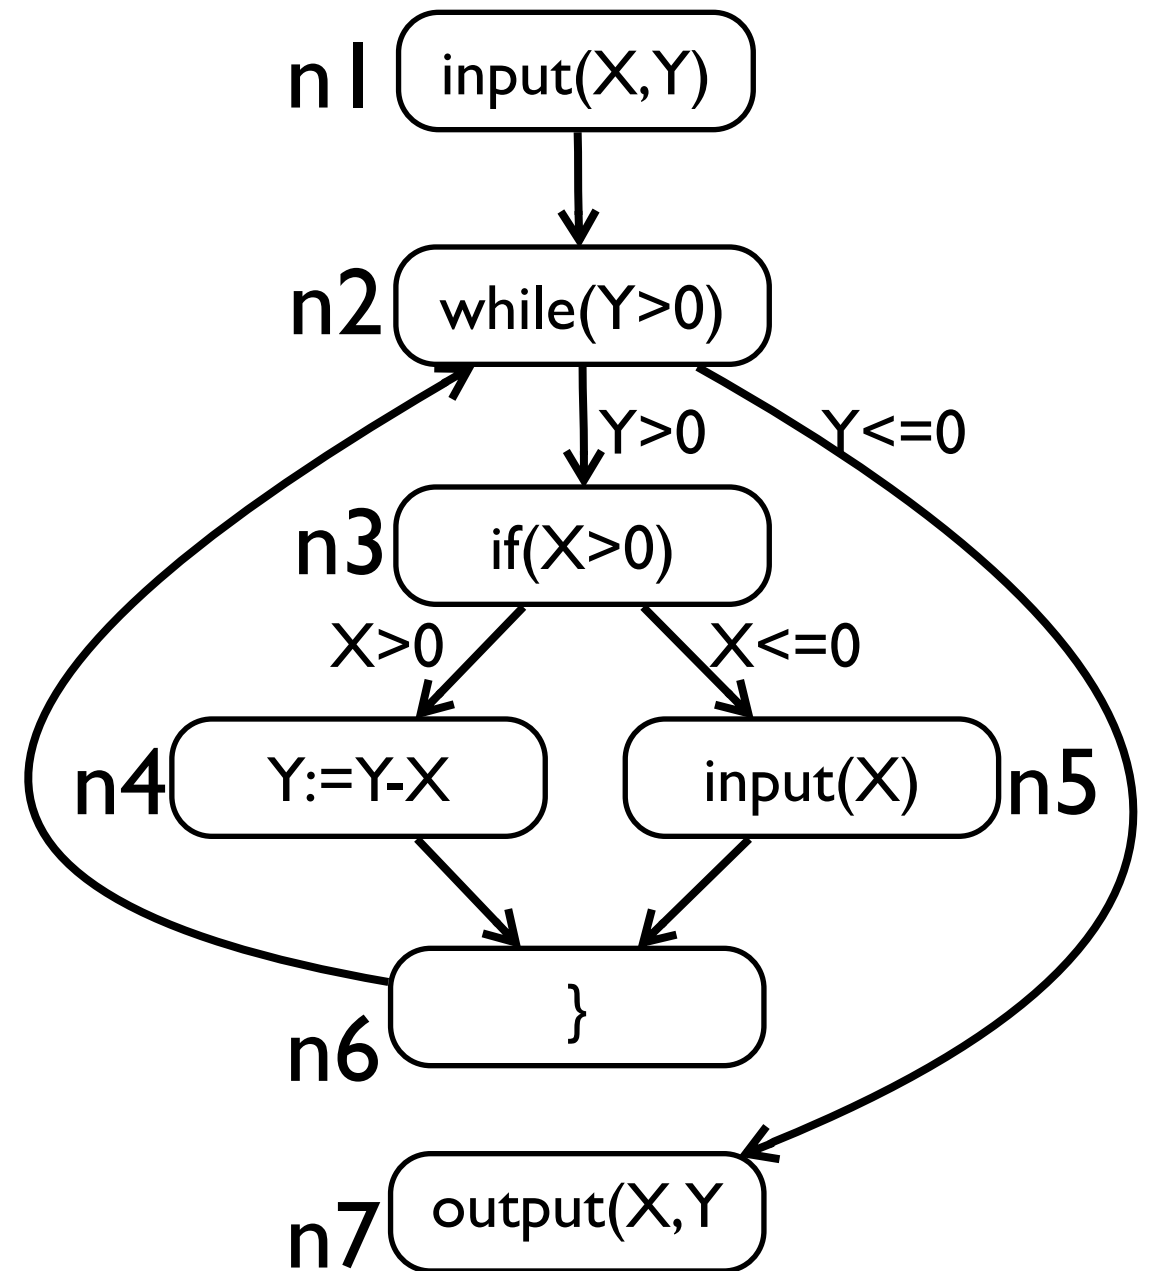 n1
input(X,Y)
n2
while(Y>0)
Y>0
Y<=0
n3
if(X>0)
X>0
X<=0
n4
Y:=Y-X
input(X)
n5
}
n6
output(X,Y
n7